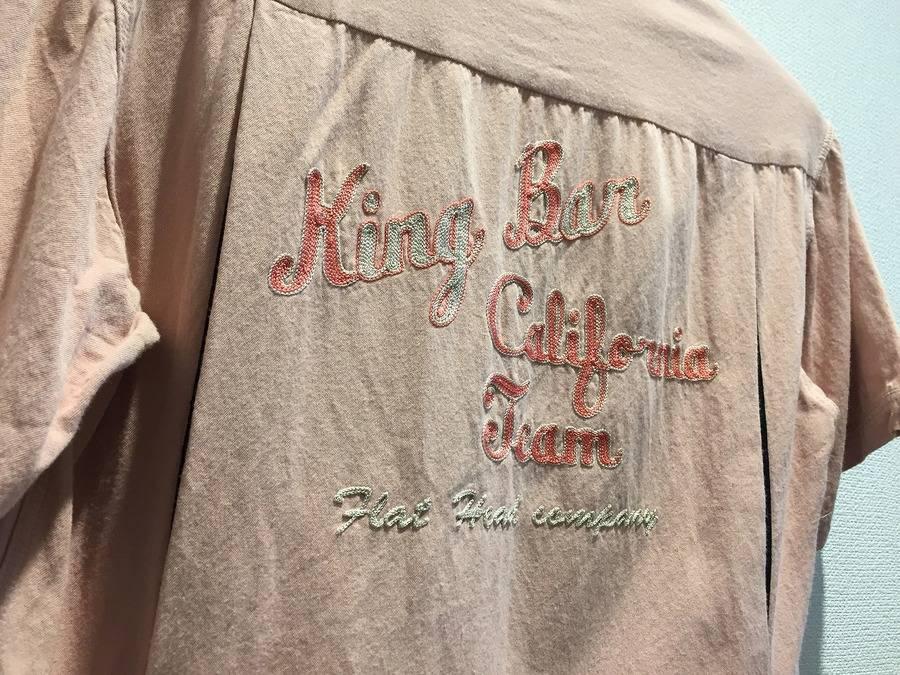 King Bar
California
Team
Flat Head company